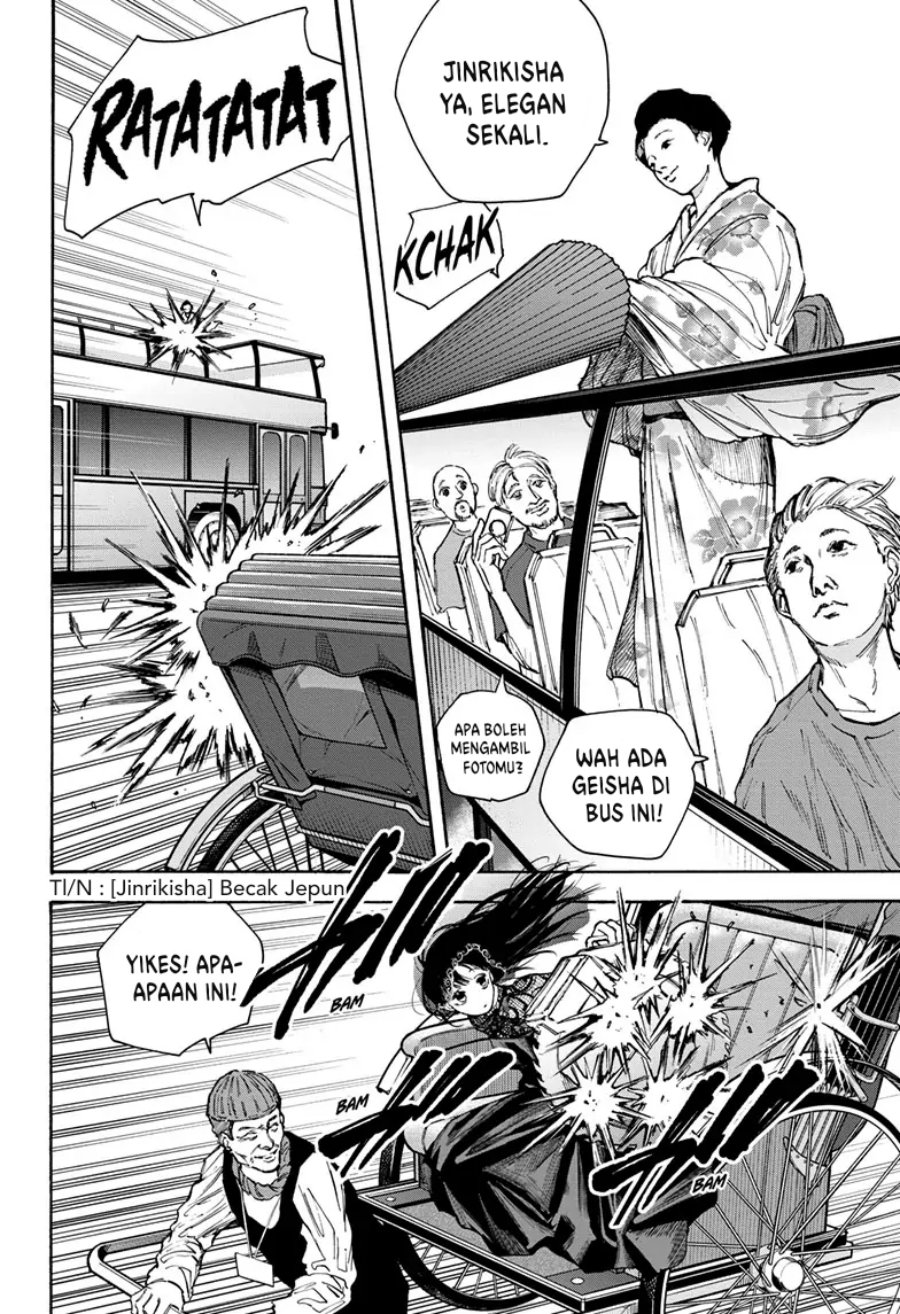 JINRIKISHA
YA, ELEGAN
SEKALI.
KCHAK
WAH ADA
GEISHA DI
BUS INI!
APA BOLEH
MENGAMBIL
FOTOMU?
RATATATAT
Tl/N : [Jinrikisha] Becak Jepun
BAM
BAM
BAM
YIKES! APA-
APAAN INI!